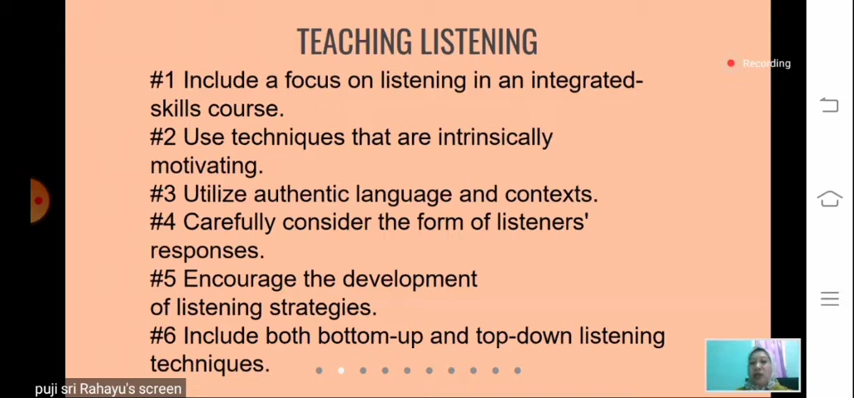 TEACHING LISTENING
Recording
#1 Include a focus on listening in an integrated-
skills course.
#2 Use techniques that are intrinsically
motivating.
#3 Utilize authentic language and contexts.
#4 Carefully consider the form of listeners'
responses.
#5 Encourage the development
of listening strategies.
#6 Include both bottom-up and top-down listening
techniques.
puji sri Rahayu's screen